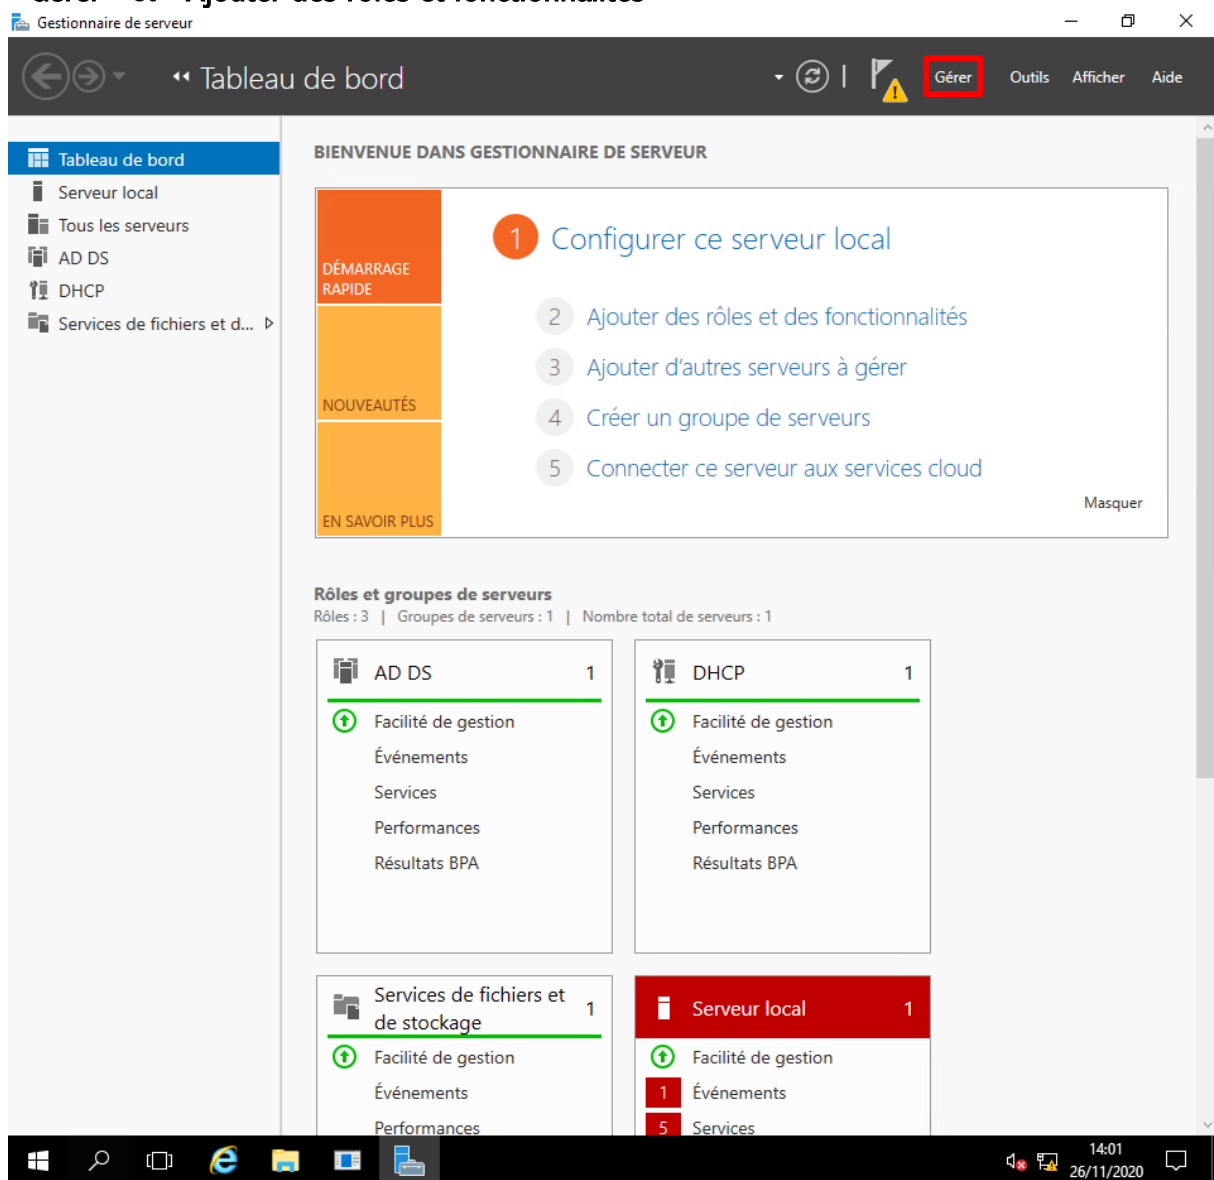 Gestionnaire de serveur
Tableau de bord
Gérer Outils Afficher Aide
Tableau de bord
Serveur local
Tous les serveurs
AD DS
DHCP
Services de fichiers et d...
BIENVENUE DANS GESTIONNAIRE DE SERVEUR
DÉMARRAGE
RAPIDE
NOUVEAUTÉS
EN SAVOIR PLUS
1 Configurer ce serveur local
2 Ajouter des rôles et des fonctionnalités
3 Ajouter d'autres serveurs à gérer
4 Créer un groupe de serveurs
5 Connecter ce serveur aux services cloud
Masquer
Rôles et groupes de serveurs
Rôles : 3 | Groupes de serveurs : 1 | Nombre total de serveurs : 1
AD DS 1
Facilité de gestion
Événements
Services
Performances
Résultats BPA
DHCP 1
Facilité de gestion
Événements
Services
Performances
Résultats BPA
Services de fichiers et
de stockage 1
Facilité de gestion
Événements
Performances
Serveur local 1
Facilité de gestion
1 Événements
5 Services
14:01
26/11/2020